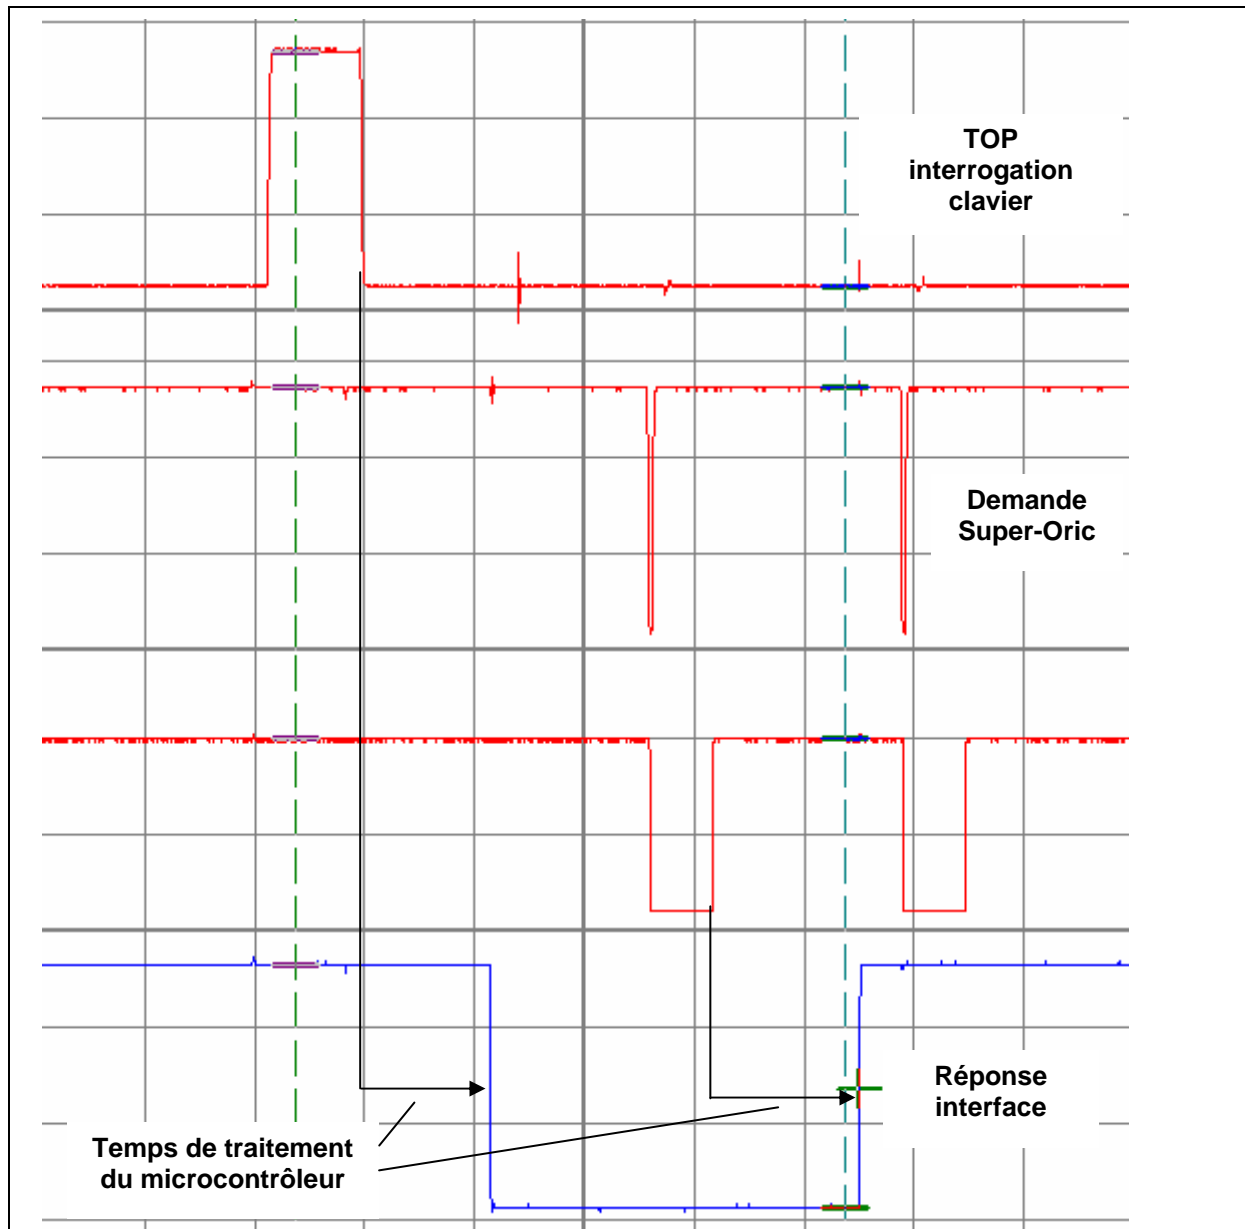 TOP
interrogation
clavier
Demande
Super-Oric
Réponse
interface
Temps de traitement
du microcontrôleur